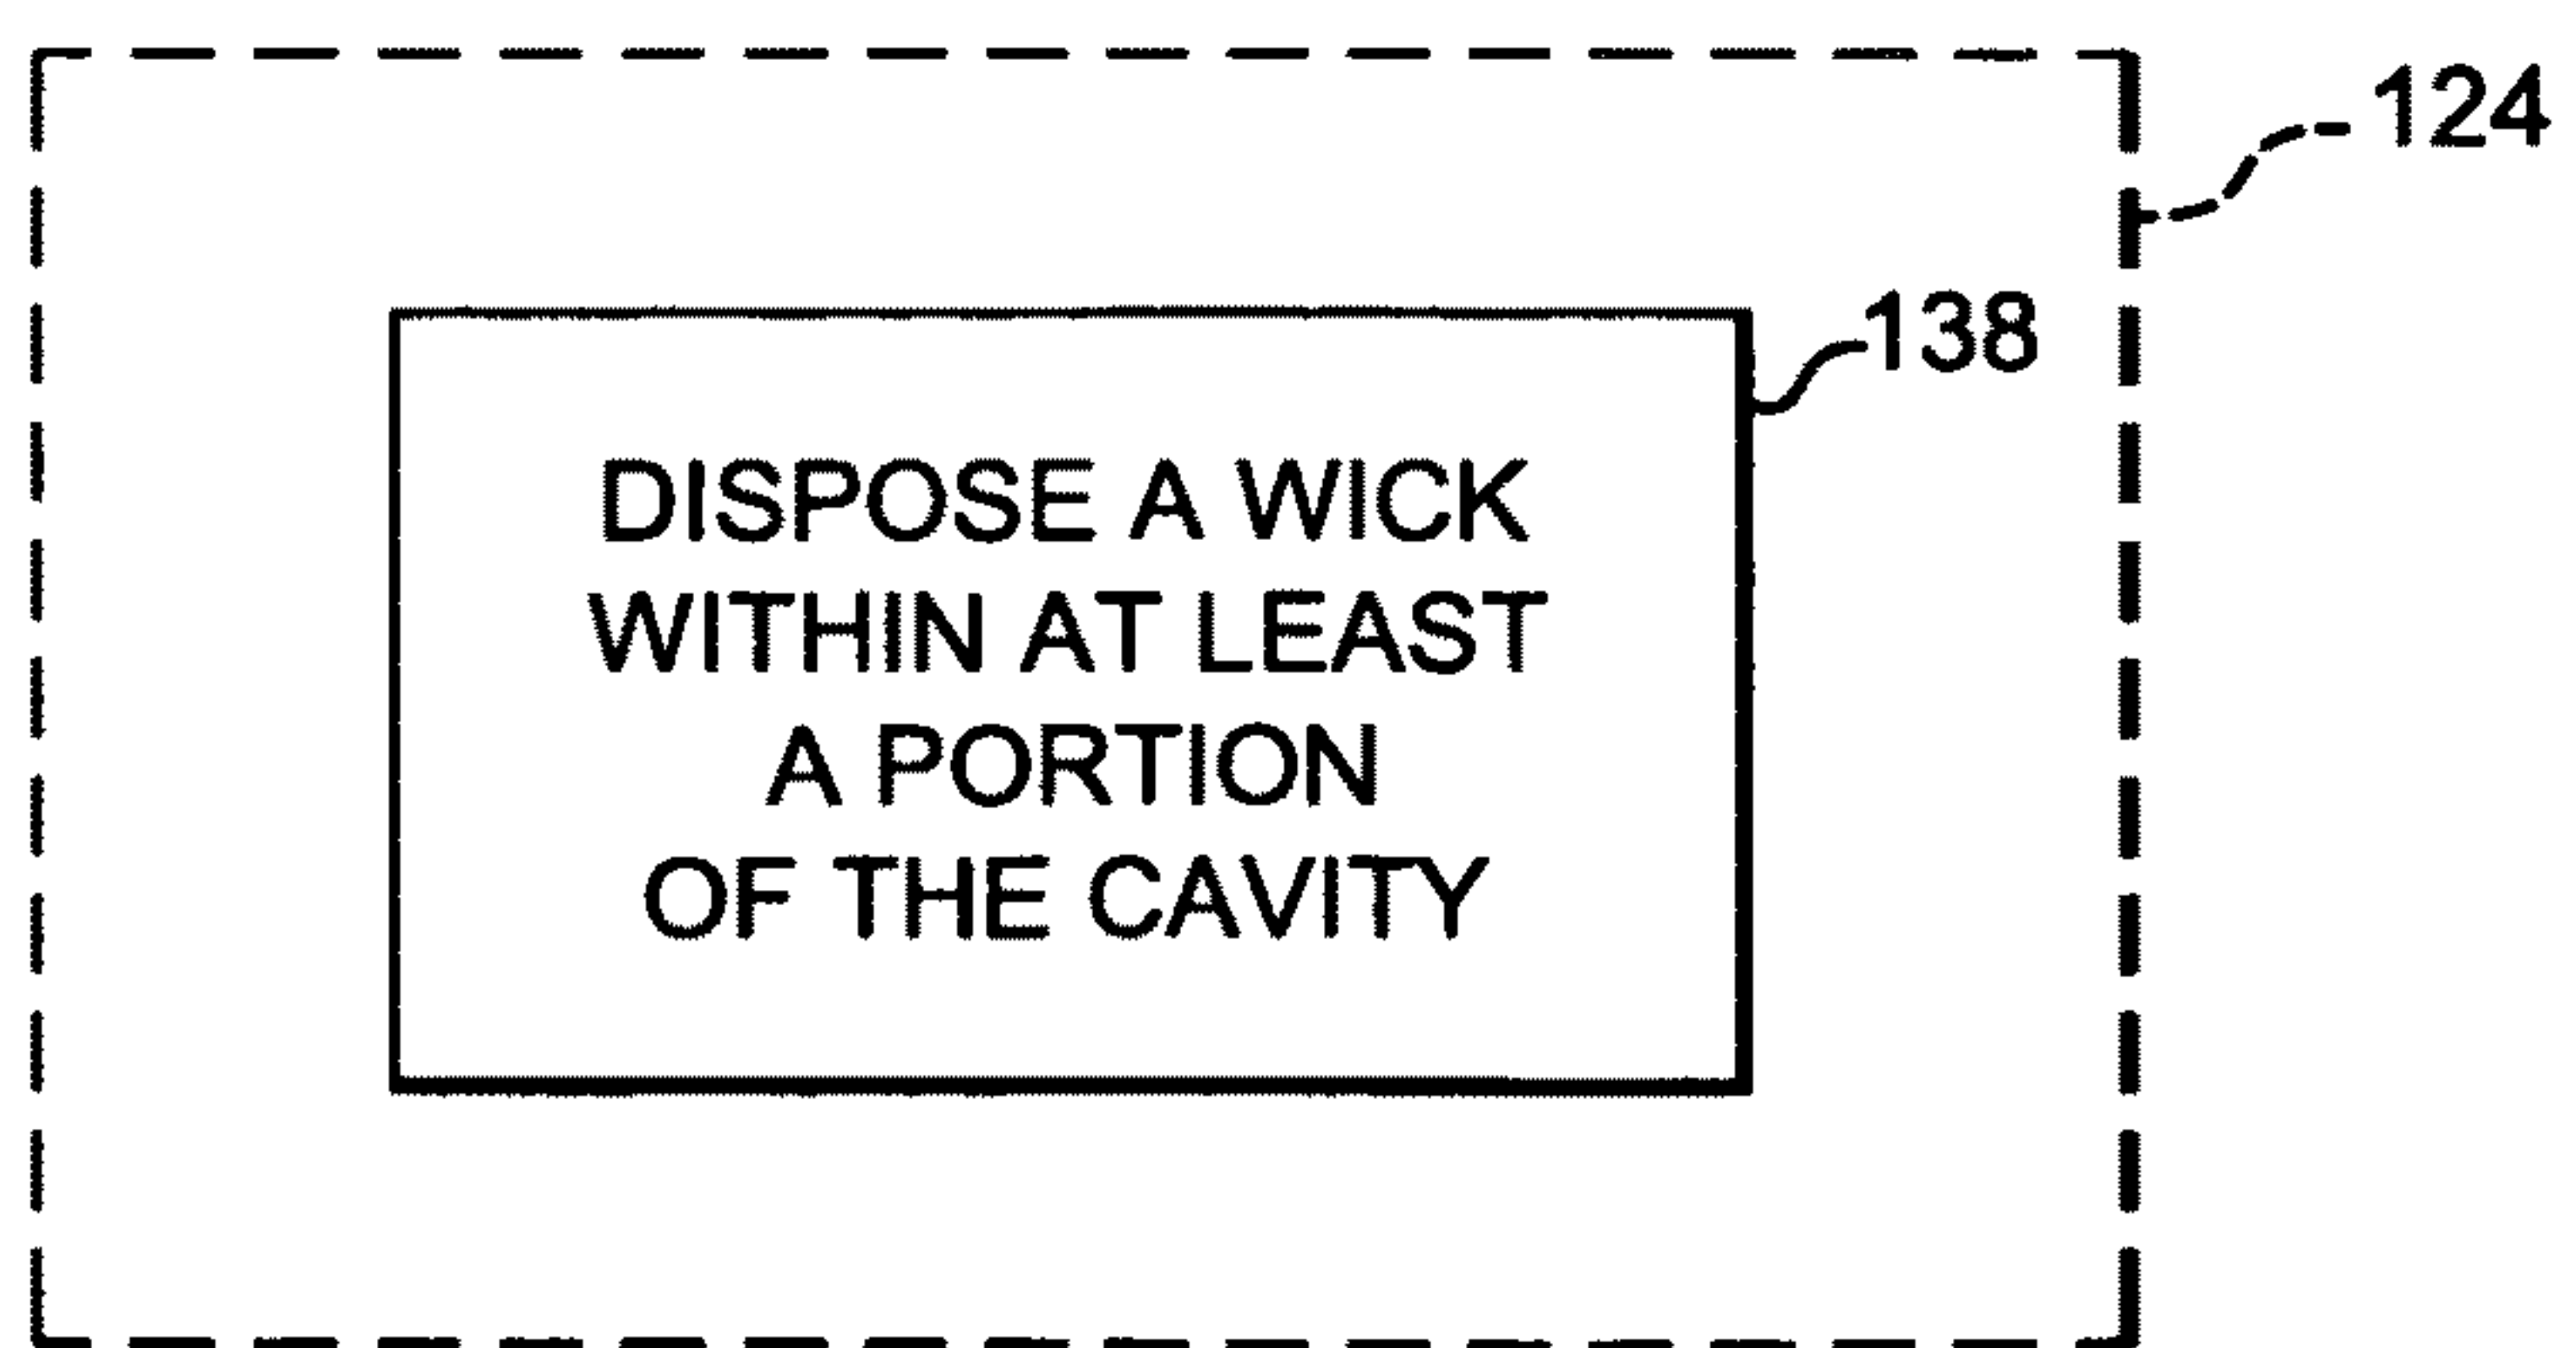 124
138
DISPOSE A WICK
WITHIN AT LEAST
A PORTION
OF THE CAVITY